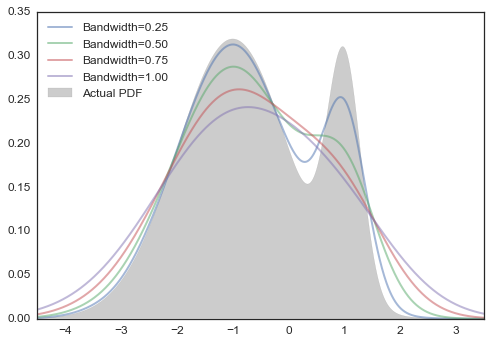 0.35
0.30
0.25
0.20
0.15
0.10
0.05
0.00
Bandwidth=0.25
Bandwidth=0.50
Bandwidth=0.75
Bandwidth=1.00
Actual PDF
−4 −3 −2 −1 0 1 2 3